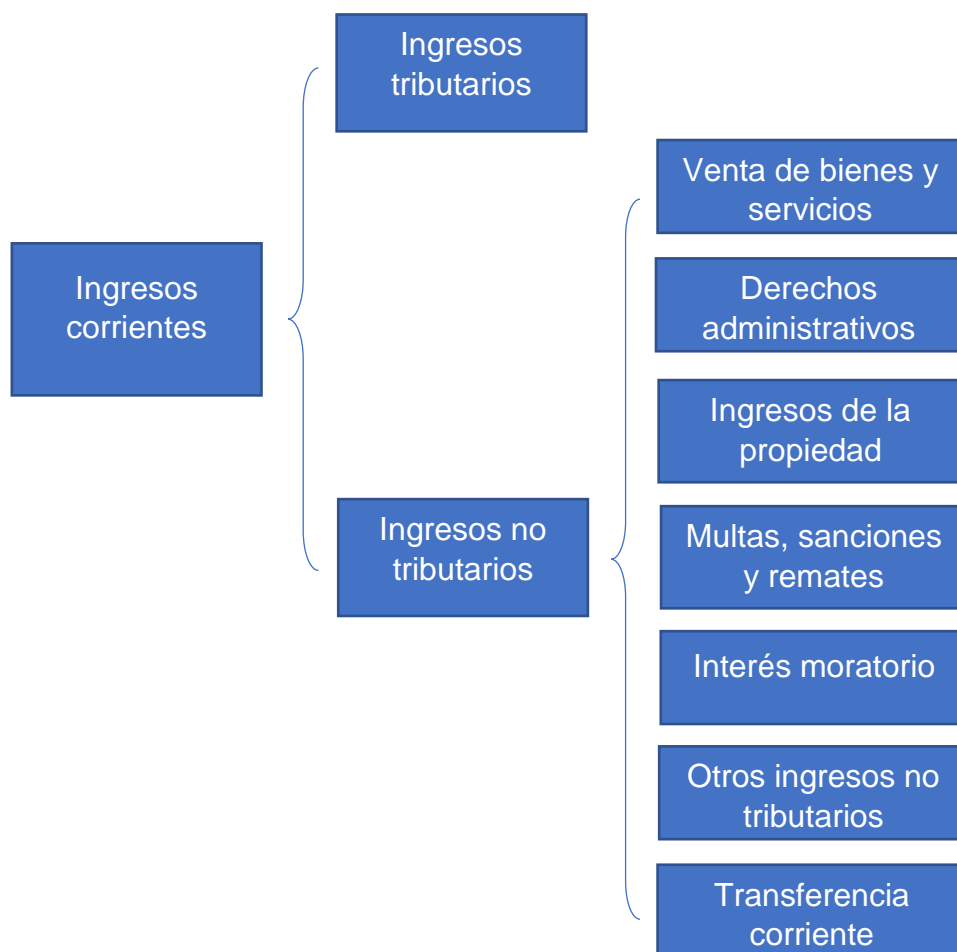 Ingresos
tributarios
Venta de bienes y
servicios
Ingresos
corrientes
Derechos
administrativos
Ingresos de la
propiedad
Ingresos no
tributarios
Multas, sanciones
y remates
Interés moratorio
Otros ingresos no
tributarios
Transferencia
corriente